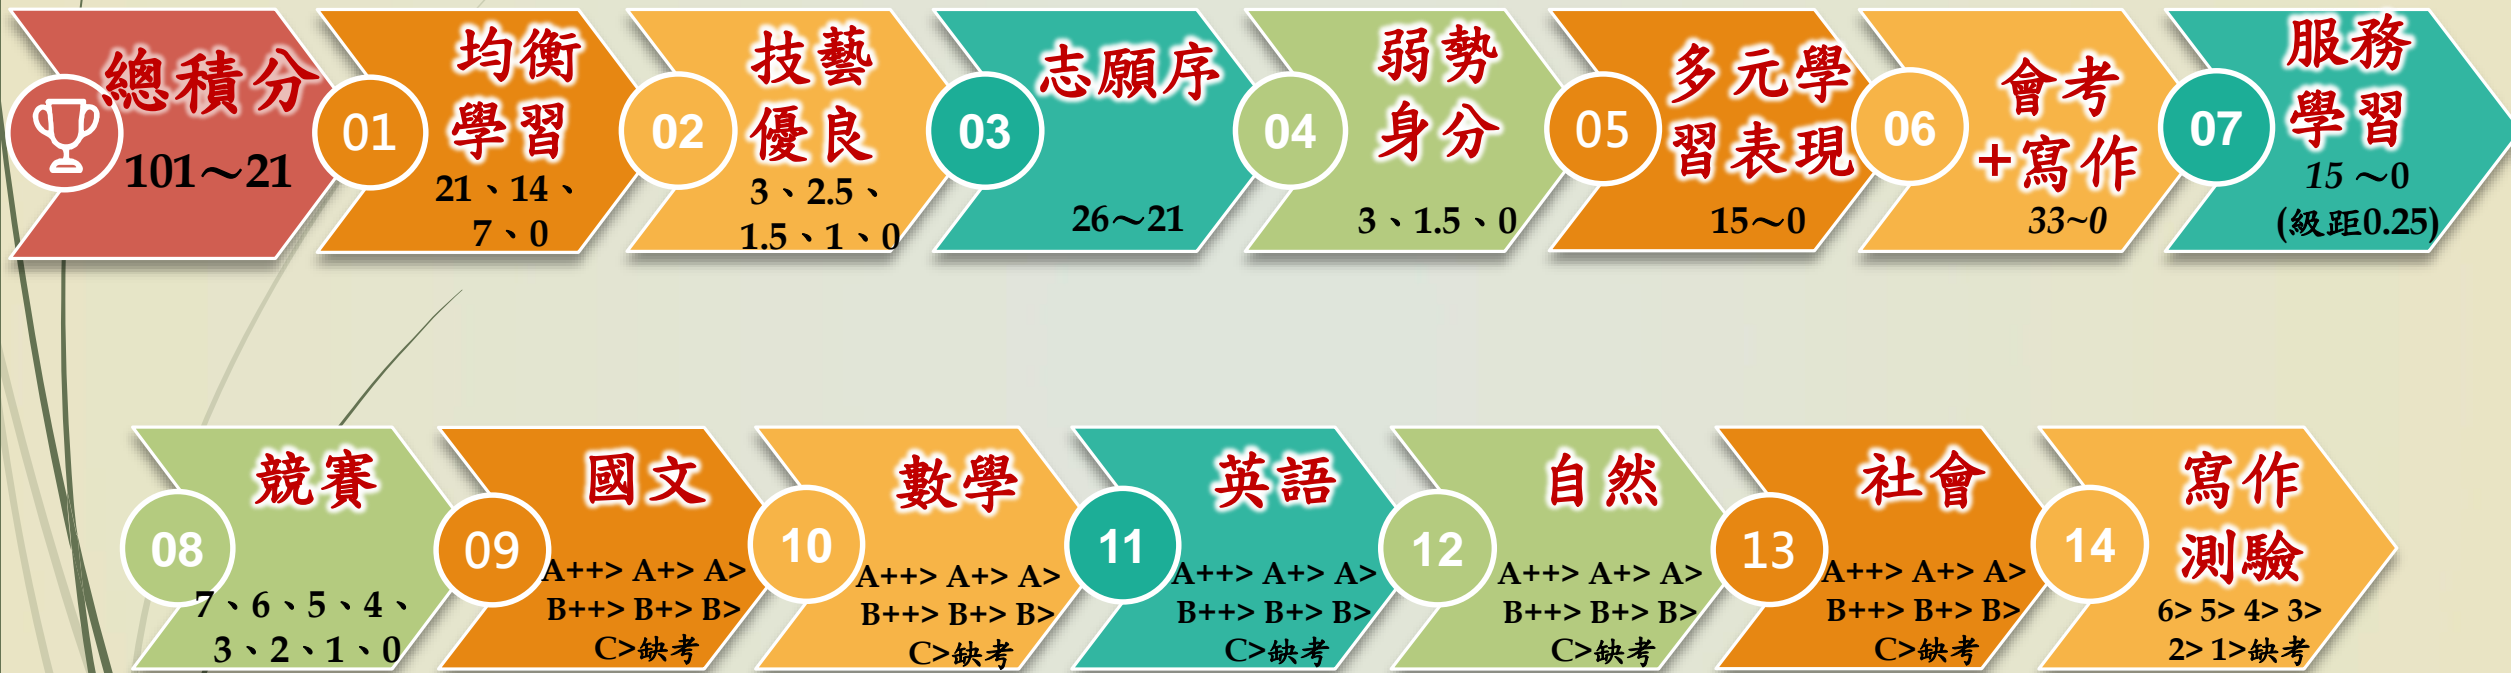 總積分
101～21
01
均衡
學習
21、14、
7、0
02
技藝
優良
3、2.5、
1.5、1、0
03
志願序
26～21
04
弱勢
身分
3、1.5、0
05
多元學
習表現
15～0
06
會考
+寫作
33~0
07
服務
學習
15 ～0
(級距0.25)
08
競賽
7、6、5、4、
3、2、1、0
09
國文
A++> A+> A>
B++> B+> B>
C>缺考
10
數學
A++> A+> A>
B++> B+> B>
C>缺考
11
英語
A++> A+> A>
B++> B+> B>
C>缺考
12
自然
A++> A+> A>
B++> B+> B>
C>缺考
13
社會
A++> A+> A>
B++> B+> B>
C>缺考
14
寫作
測驗
6> 5> 4> 3>
2> 1>缺考